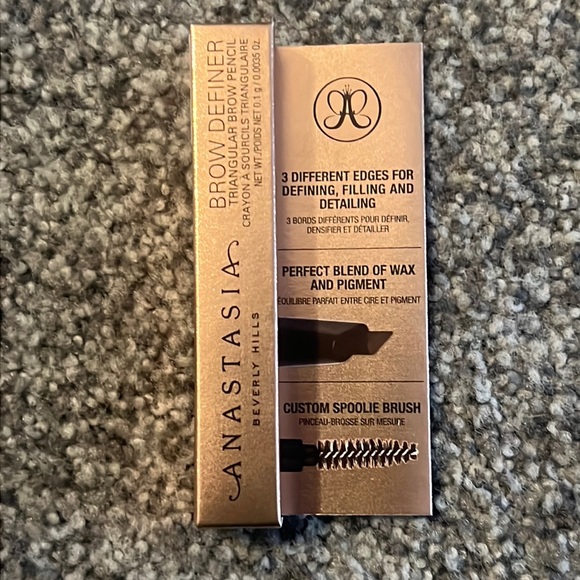 ANASTASIA
BEVERLY HILLS
BROW DEFINER
TRIANGULAR BROW PENCIL
CRAYON À SOURCILS TRIANGULAIRE
NET WT./POIDS NET 0.1 g / 0.0035 oz.
3 DIFFERENT EDGES FOR
DEFINING, FILLING AND
DETAILING
3 BORDS DIFFÉRENTS POUR DÉFINIR,
DENSIFIER ET DÉTAILLER
PERFECT BLEND OF WAX
AND PIGMENT
ÉQUILIBRE PARFAIT ENTRE CIRE ET PIGMENT
CUSTOM SPOOLIE BRUSH
PINCEAU-BROSSE SUR MESURE